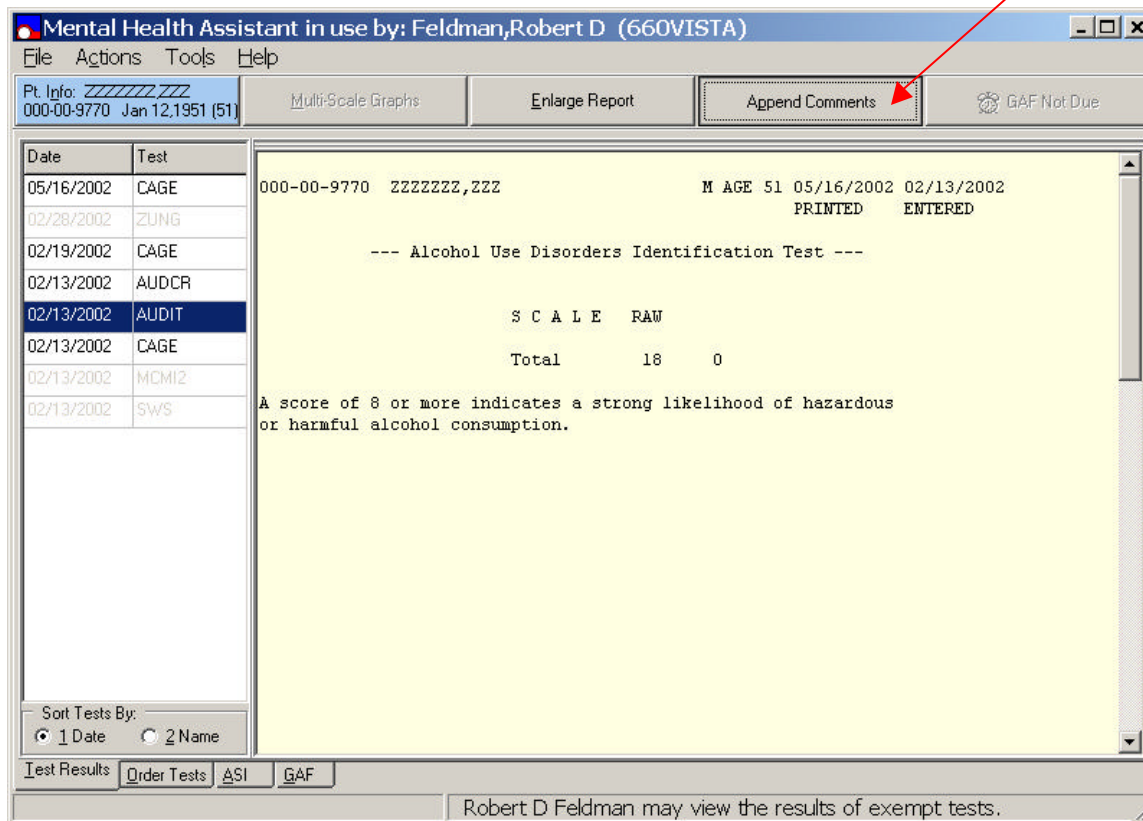 Mental Health Assistant in use by: Feldman,Robert D (660VISTA)
File Actions Tools Help
Pt. Info: ZZZZZZZ,ZZZ
000-00-9770 Jan 12,1951 (51)
Multi-Scale Graphs
Enlarge Report
Append Comments
GAF Not Due
Date Test
05/16/2002 CAGE
02/28/2002 ZUNG
02/19/2002 CAGE
02/13/2002 AUDCR
02/13/2002 AUDIT
02/13/2002 CAGE
02/13/2002 MCMI2
02/13/2002 SWS
000-00-9770 ZZZZZZZ,ZZZ M AGE 51 05/16/2002 02/13/2002
PRINTED ENTERED
--- Alcohol Use Disorders Identification Test ---
S C A L E RAW
Total 18 0
A score of 8 or more indicates a strong likelihood of hazardous
or harmful alcohol consumption.
Sort Tests By:
1 Date 2 Name
Test Results Order Tests ASI GAF
Robert D Feldman may view the results of exempt tests.